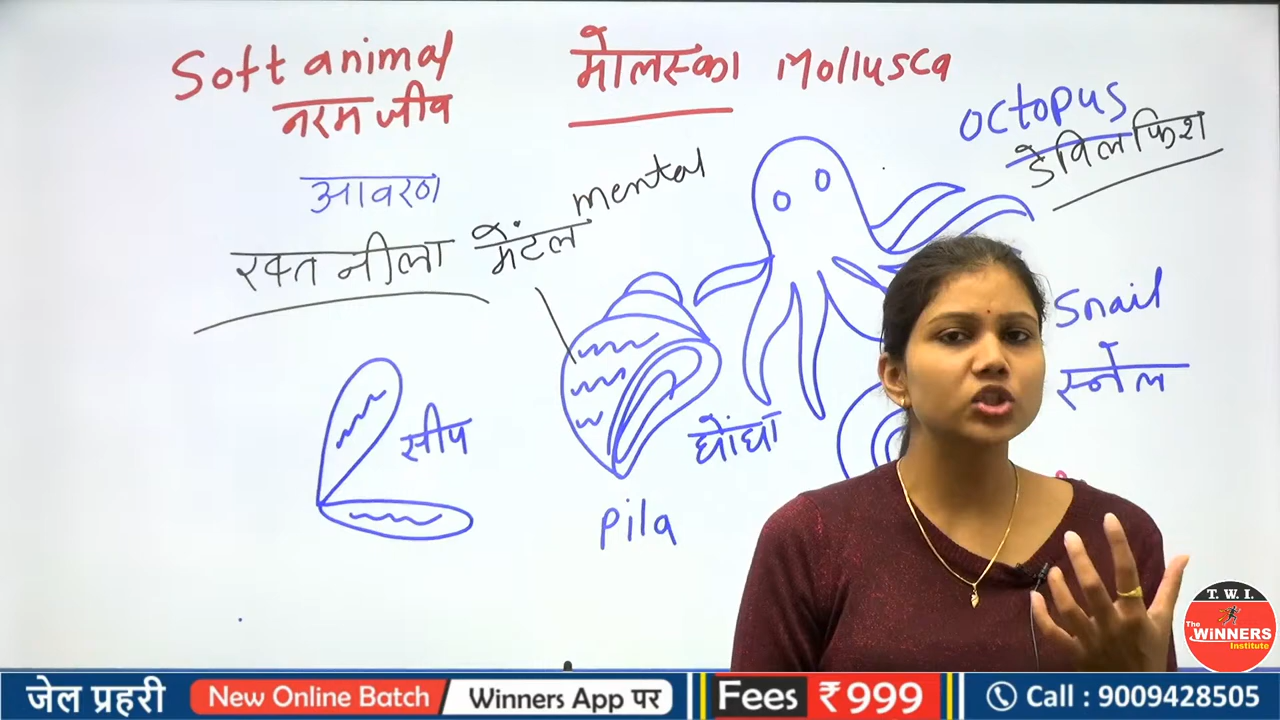 Soft animal
नरम जीव
मोलस्का Mollusca
octopus
डेविल फिश
आवरण
mental
रक्त नीला मेंटल
Snail
स्नेल
सीप
घोंघा
Pila
T. W. I.
The
WiNNERS
Institute
जेल प्रहरी New Online Batch Winners App पर Fees ₹999 Call : 9009428505